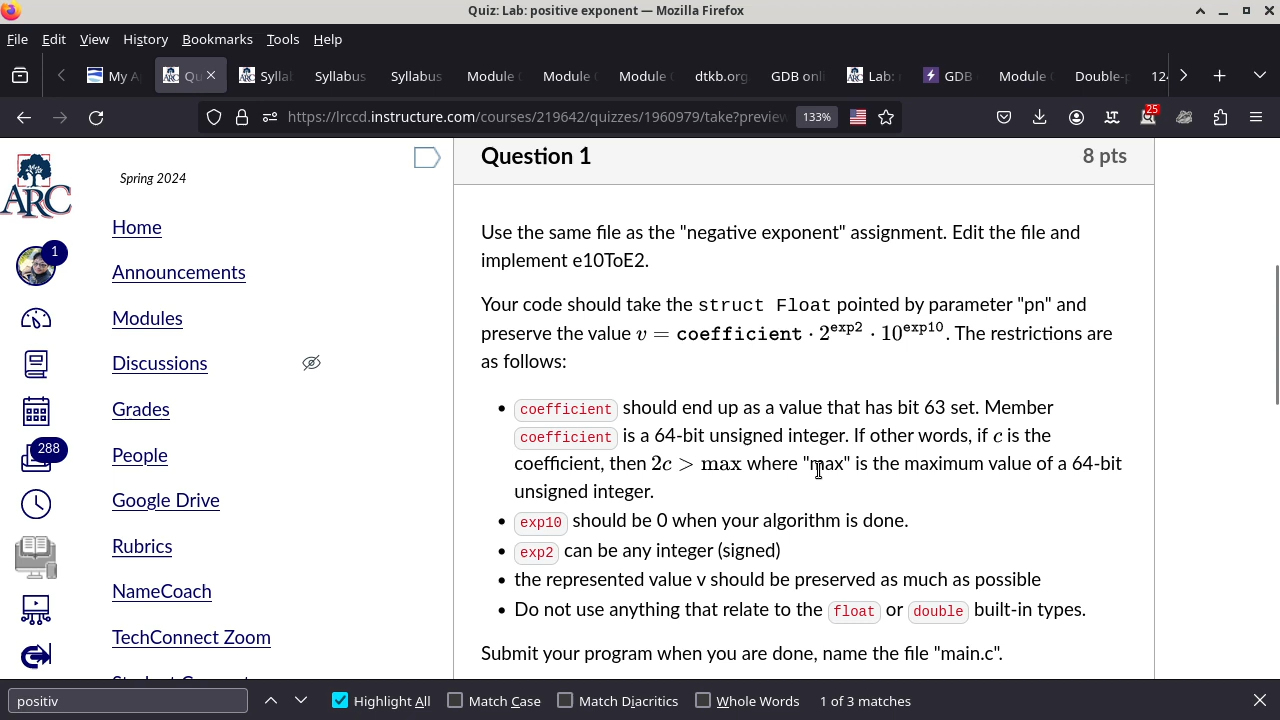 Quiz: Lab: positive exponent — Mozilla Firefox
File Edit View History Bookmarks Tools Help
My A Qu Syllal Syllabus Syllabus Module Module Module dtkb.org GDB onli Lab: GDB Module Double-p 124
https://lrccd.instructure.com/courses/219642/quizzes/1960979/take?preview 133% 25
ARC
Spring 2024
Home
1
Announcements
Modules
Discussions
Grades
288
People
Google Drive
Rubrics
NameCoach
TechConnect Zoom
Question 1 8 pts
Use the same file as the "negative exponent" assignment. Edit the file and
implement e10ToE2.
Your code should take the struct Float pointed by parameter "pn" and
preserve the value v = coefficient · 2^exp2 · 10^exp10. The restrictions are
as follows:
• coefficient should end up as a value that has bit 63 set. Member
coefficient is a 64-bit unsigned integer. If other words, if c is the
coefficient, then 2c > max where "max" is the maximum value of a 64-bit
unsigned integer.
• exp10 should be 0 when your algorithm is done.
• exp2 can be any integer (signed)
• the represented value v should be preserved as much as possible
• Do not use anything that relate to the float or double built-in types.
Submit your program when you are done, name the file "main.c".
positiv Highlight All Match Case Match Diacritics Whole Words 1 of 3 matches